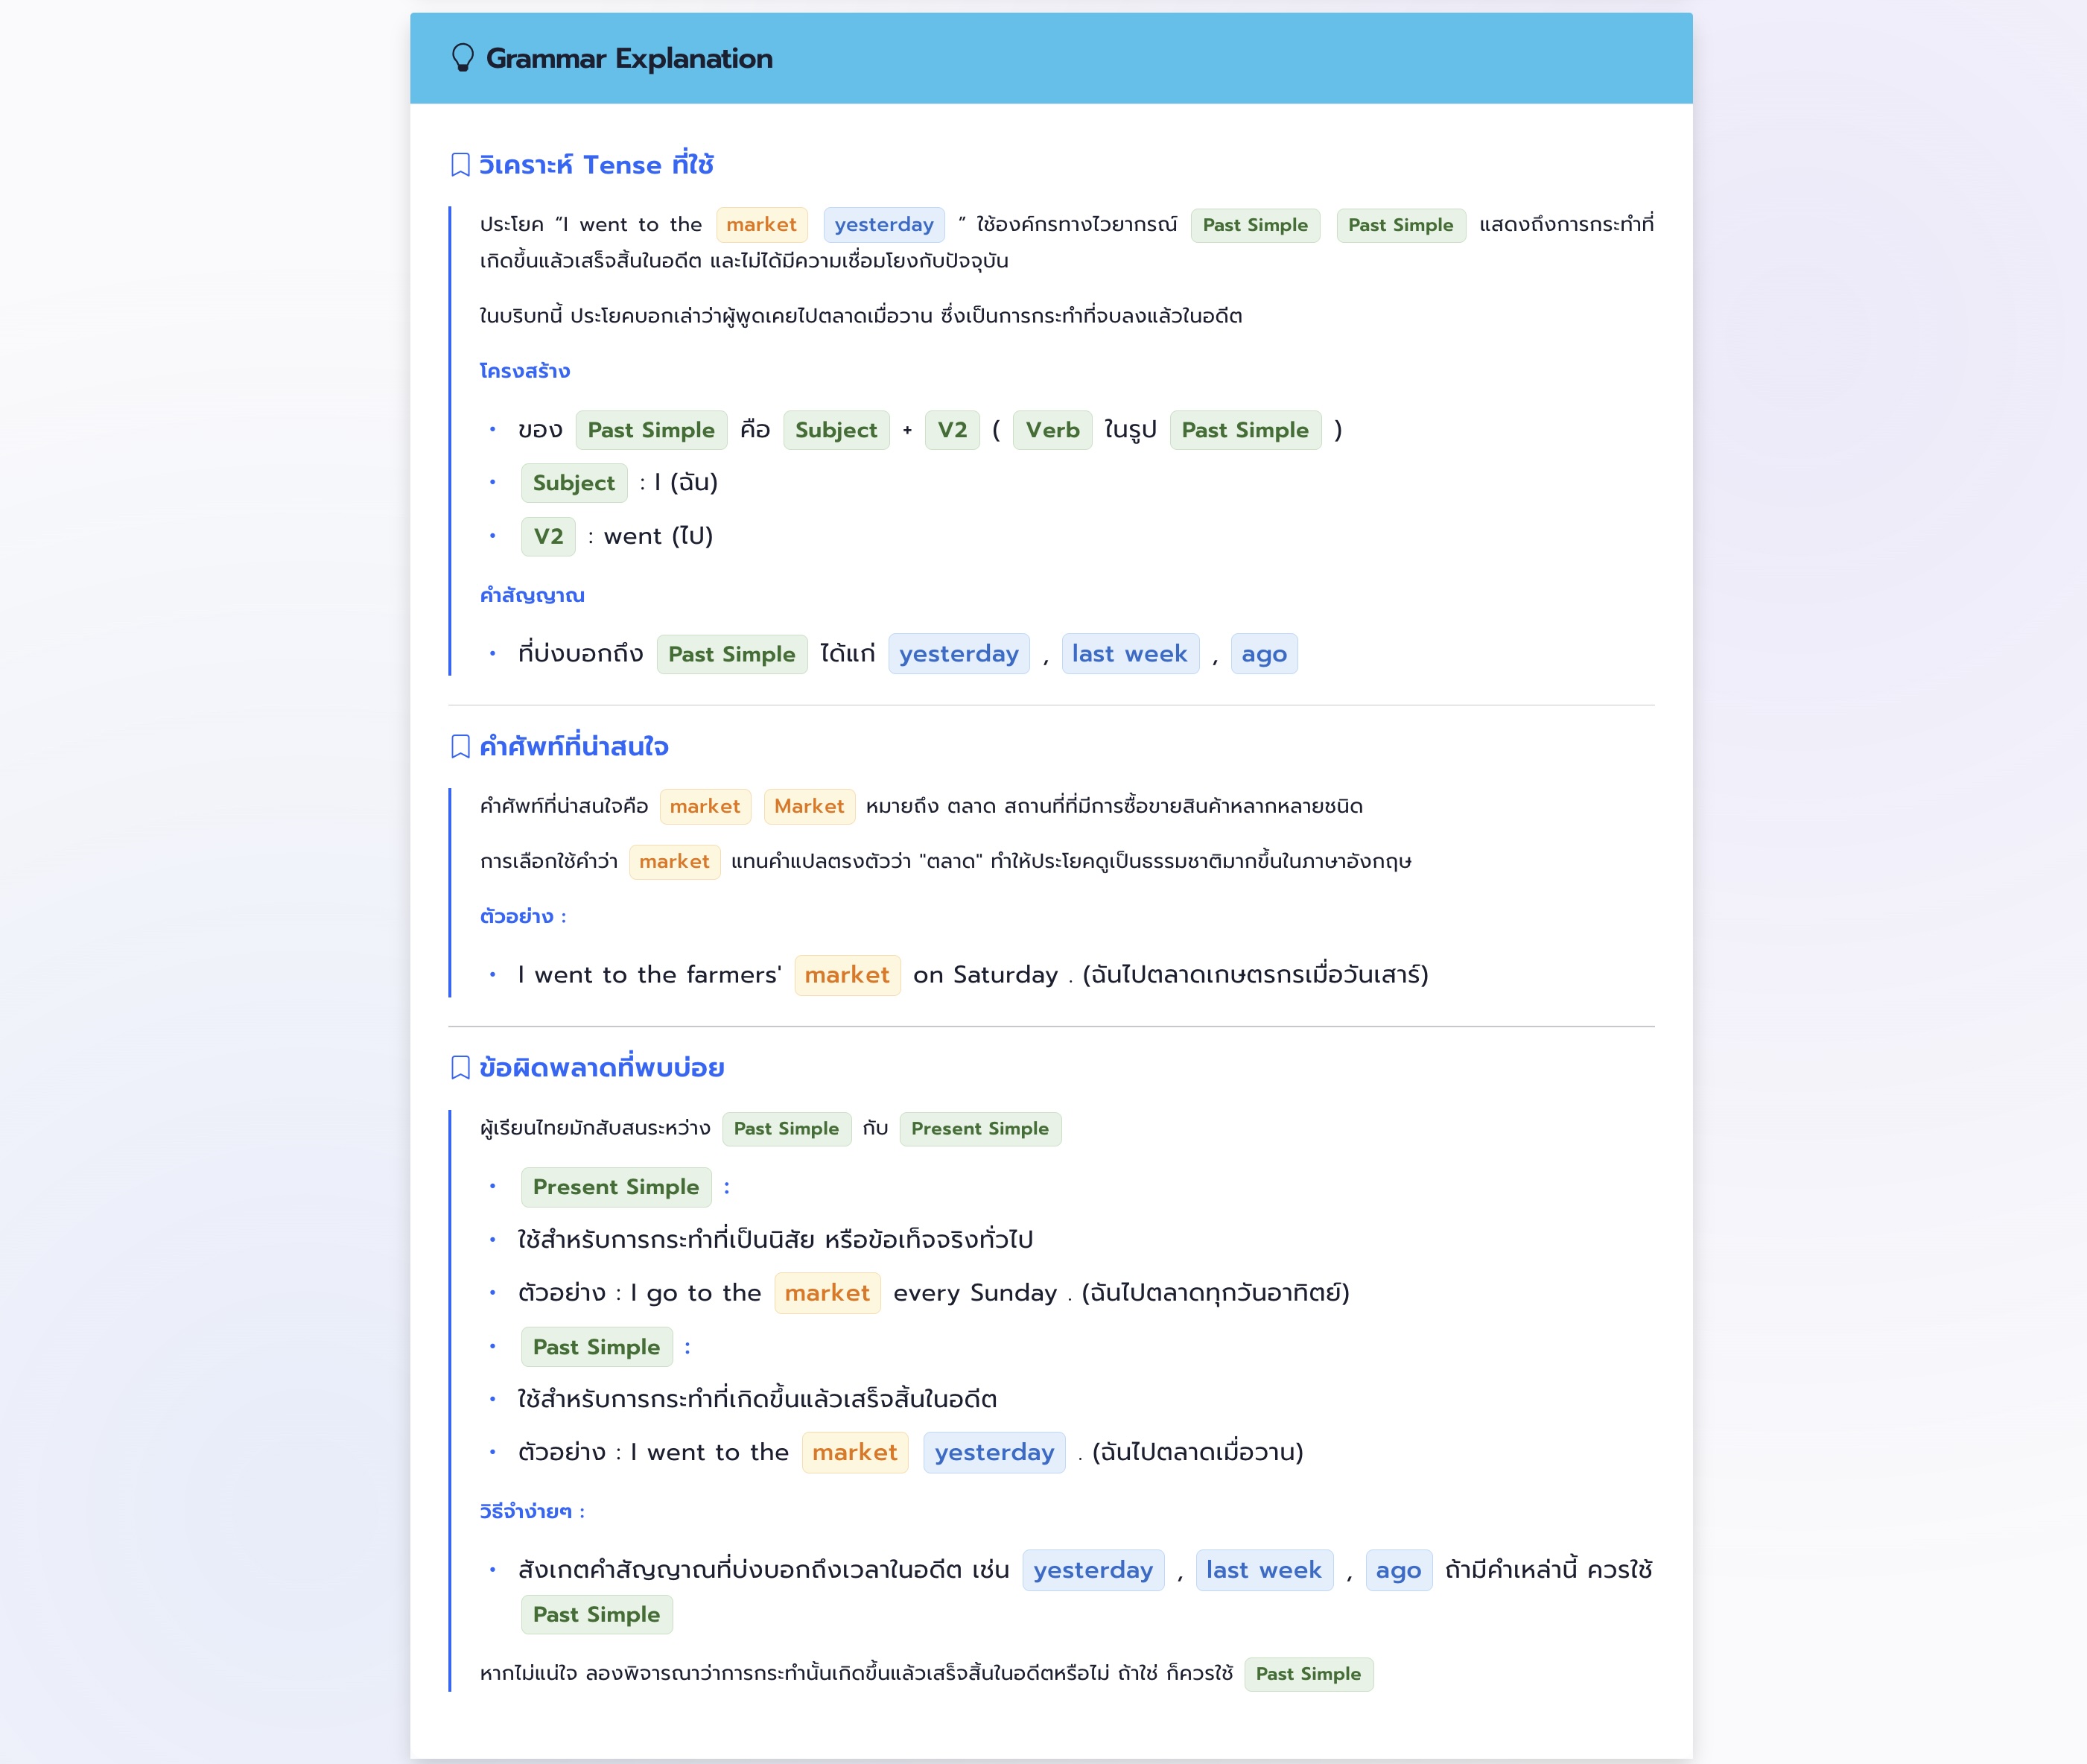 Grammar Explanation
วิเคราะห์ Tense ที่ใช้
ประโยค “I went to the market yesterday “ ใช้องค์กรทางไวยากรณ์ Past Simple Past Simple แสดงถึงการกระทำที่
เกิดขึ้นแล้วเสร็จสิ้นในอดีต และไม่ได้มีความเชื่อมโยงกับปัจจุบัน
ในบริบทนี้ ประโยคบอกเล่าว่าผู้พูดเคยไปตลาดเมื่อวาน ซึ่งเป็นการกระทำที่จบลงแล้วในอดีต
โครงสร้าง
• ของ Past Simple คือ Subject + V2 ( Verb ในรูป Past Simple )
• Subject : I (ฉัน)
• V2 : went (ไป)
คำสัญญาณ
• ที่บ่งบอกถึง Past Simple ได้แก่ yesterday , last week , ago
คำศัพท์ที่น่าสนใจ
คำศัพท์ที่น่าสนใจคือ market Market หมายถึง ตลาด สถานที่ที่มีการซื้อขายสินค้าหลากหลายชนิด
การเลือกใช้คำว่า market แทนคำแปลตรงตัวว่า "ตลาด" ทำให้ประโยคดูเป็นธรรมชาติมากขึ้นในภาษาอังกฤษ
ตัวอย่าง :
• I went to the farmers' market on Saturday . (ฉันไปตลาดเกษตรกรเมื่อวันเสาร์)
ข้อผิดพลาดที่พบบ่อย
ผู้เรียนไทยมักสับสนระหว่าง Past Simple กับ Present Simple
• Present Simple :
• ใช้สำหรับการกระทำที่เป็นนิสัย หรือข้อเท็จจริงทั่วไป
• ตัวอย่าง : I go to the market every Sunday . (ฉันไปตลาดทุกวันอาทิตย์)
• Past Simple :
• ใช้สำหรับการกระทำที่เกิดขึ้นแล้วเสร็จสิ้นในอดีต
• ตัวอย่าง : I went to the market yesterday . (ฉันไปตลาดเมื่อวาน)
วิธีจำง่ายๆ :
• สังเกตคำสัญญาณที่บ่งบอกถึงเวลาในอดีต เช่น yesterday , last week , ago ถ้ามีคำเหล่านี้ ควรใช้
Past Simple
หากไม่แน่ใจ ลองพิจารณาว่าการกระทำนั้นเกิดขึ้นแล้วเสร็จสิ้นในอดีตหรือไม่ ถ้าใช่ ก็ควรใช้ Past Simple